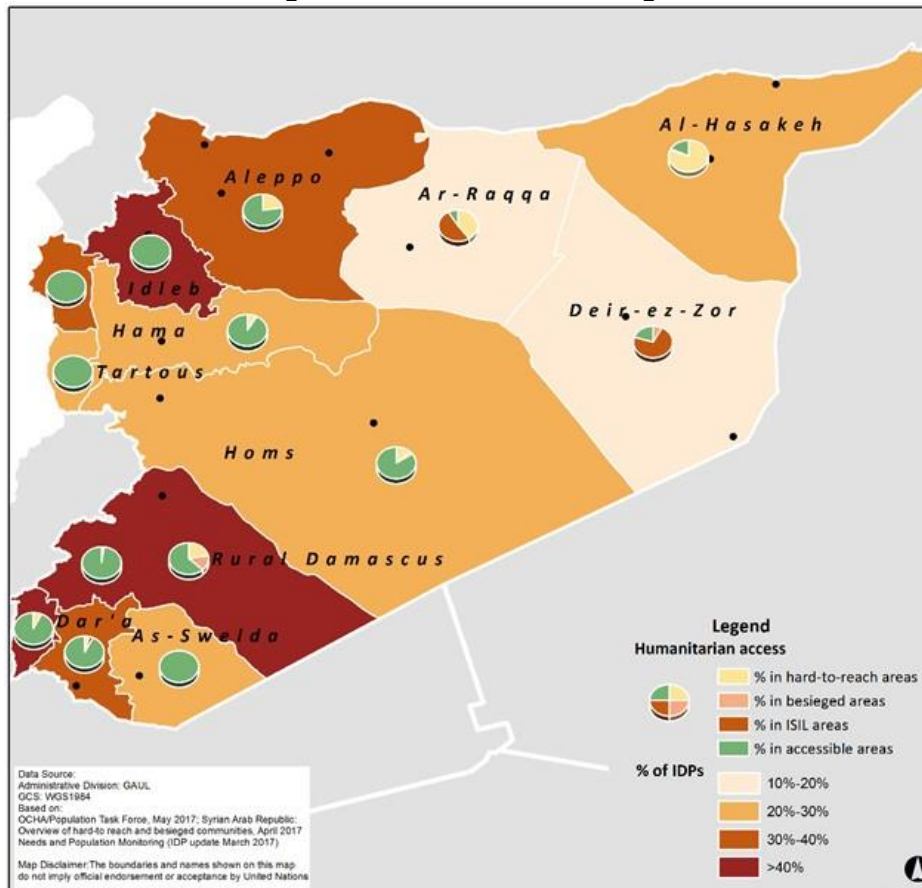 Al-Hasakeh
Aleppo
Ar-Raqqa
Idleb
Deir-ez-Zor
Hama
Tartous
Homs
Rural Damascus
Dar'a
As-Sweida
Legend
Humanitarian access
% in hard-to-reach areas
% in besieged areas
% in ISIL areas
% in accessible areas
% of IDPs
10%-20%
20%-30%
30%-40%
>40%
Data Source:
Administrative Division: GAUL
GCS: WGS1984
Based on:
OCHA/Population Task Force, May 2017; Syrian Arab Republic:
Overview of hard-to reach and besieged communities, April 2017
Needs and Population Monitoring (IDP update March 2017)
Map Disclaimer:The boundaries and names shown on this map
do not imply official endorsement or acceptance by United Nations